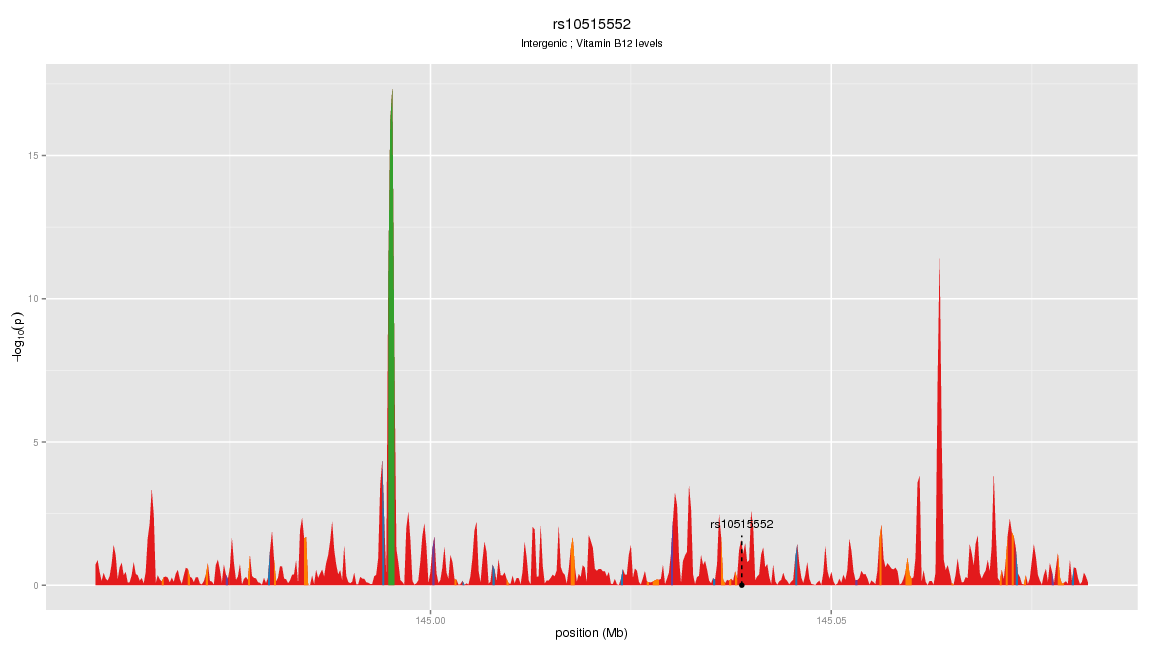 rs10515552
Intergenic ; Vitamin B12 levels
15
10
5
0
−log10(p)
rs10515552
145.00
145.05
position (Mb)